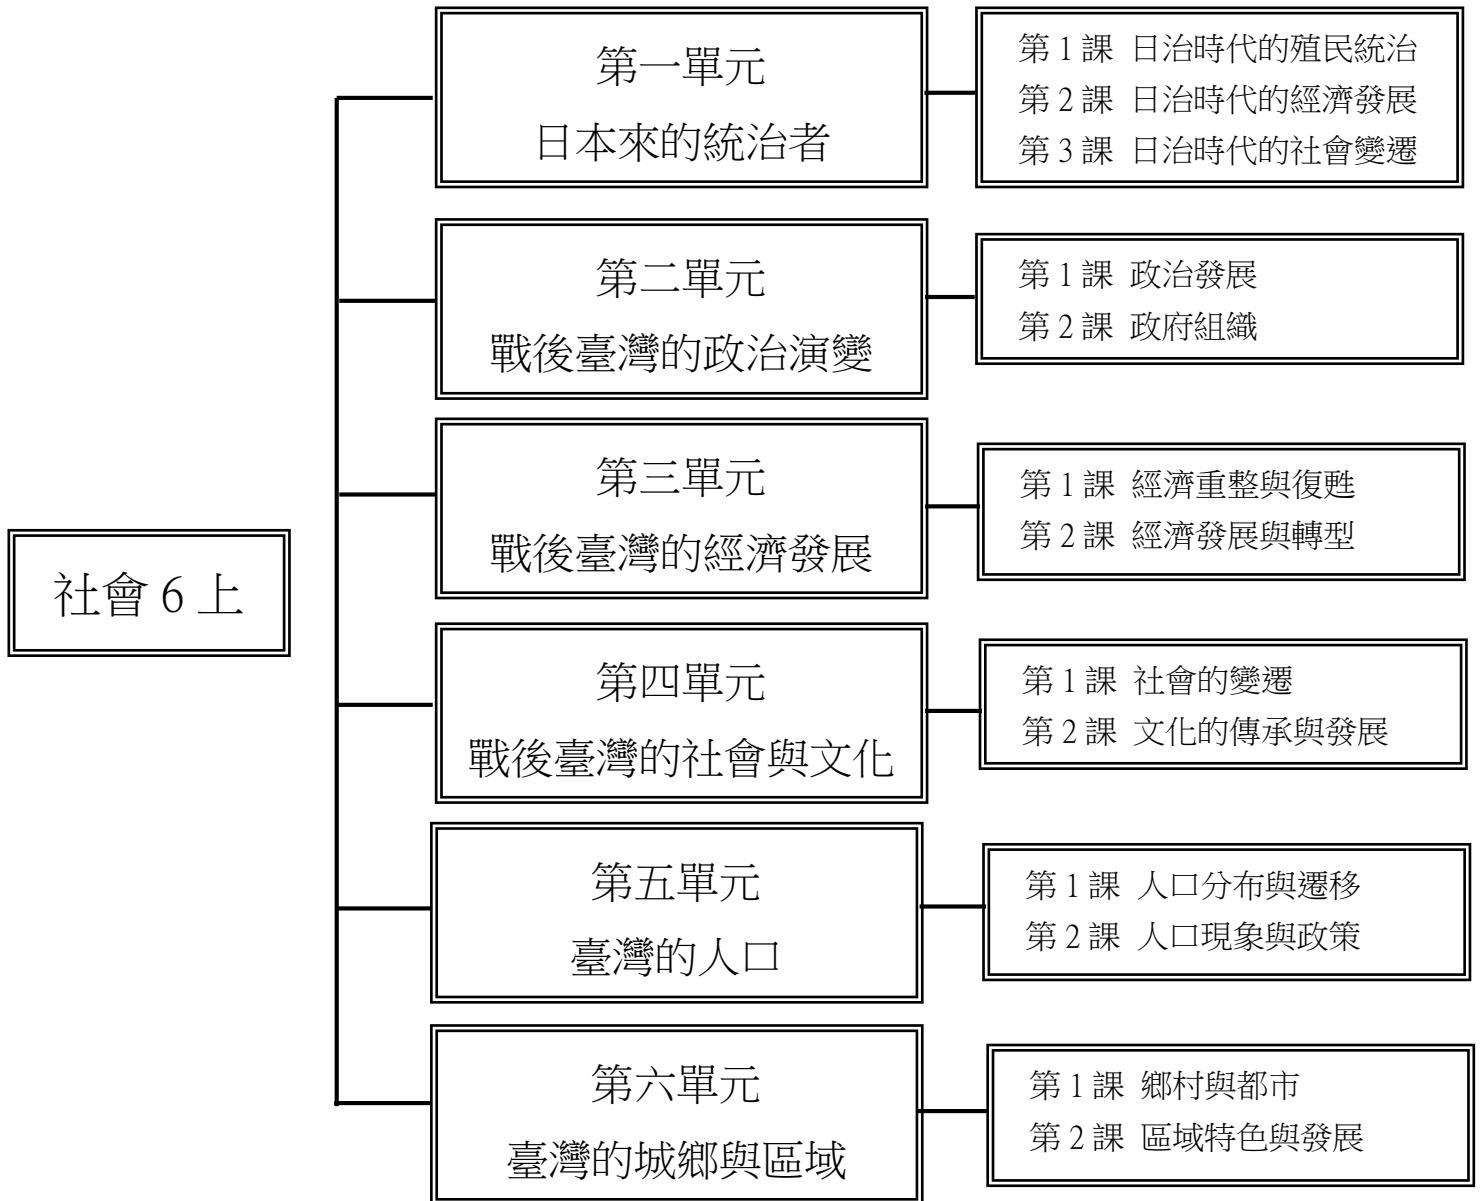 社會 6 上
第一單元
日本來的統治者
第 1 課 日治時代的殖民統治
第 2 課 日治時代的經濟發展
第 3 課 日治時代的社會變遷
第二單元
戰後臺灣的政治演變
第 1 課 政治發展
第 2 課 政府組織
第三單元
戰後臺灣的經濟發展
第 1 課 經濟重整與復甦
第 2 課 經濟發展與轉型
第四單元
戰後臺灣的社會與文化
第 1 課 社會的變遷
第 2 課 文化的傳承與發展
第五單元
臺灣的人口
第 1 課 人口分布與遷移
第 2 課 人口現象與政策
第六單元
臺灣的城鄉與區域
第 1 課 鄉村與都市
第 2 課 區域特色與發展